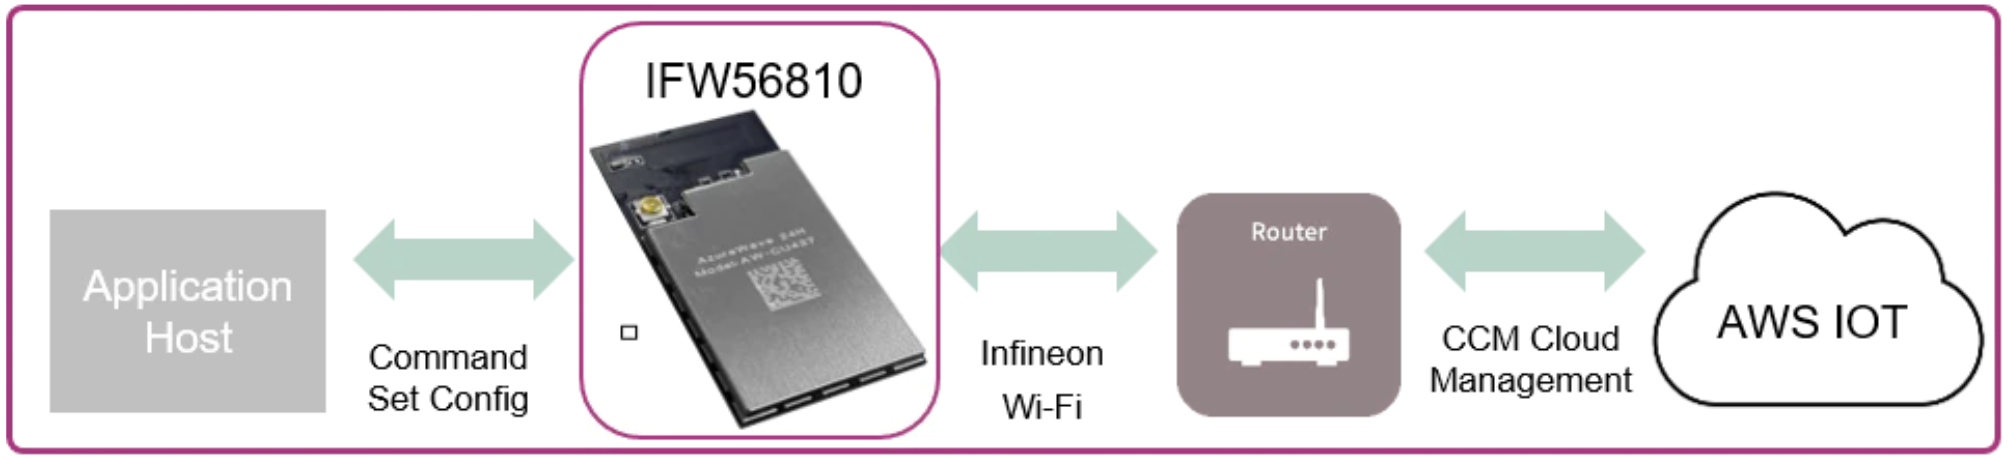 IFW56810
AzureWave 24H
Model:AW-CU427
Application
Host
Command
Set Config
Infineon
Wi-Fi
Router
CCM Cloud
Management
AWS IOT